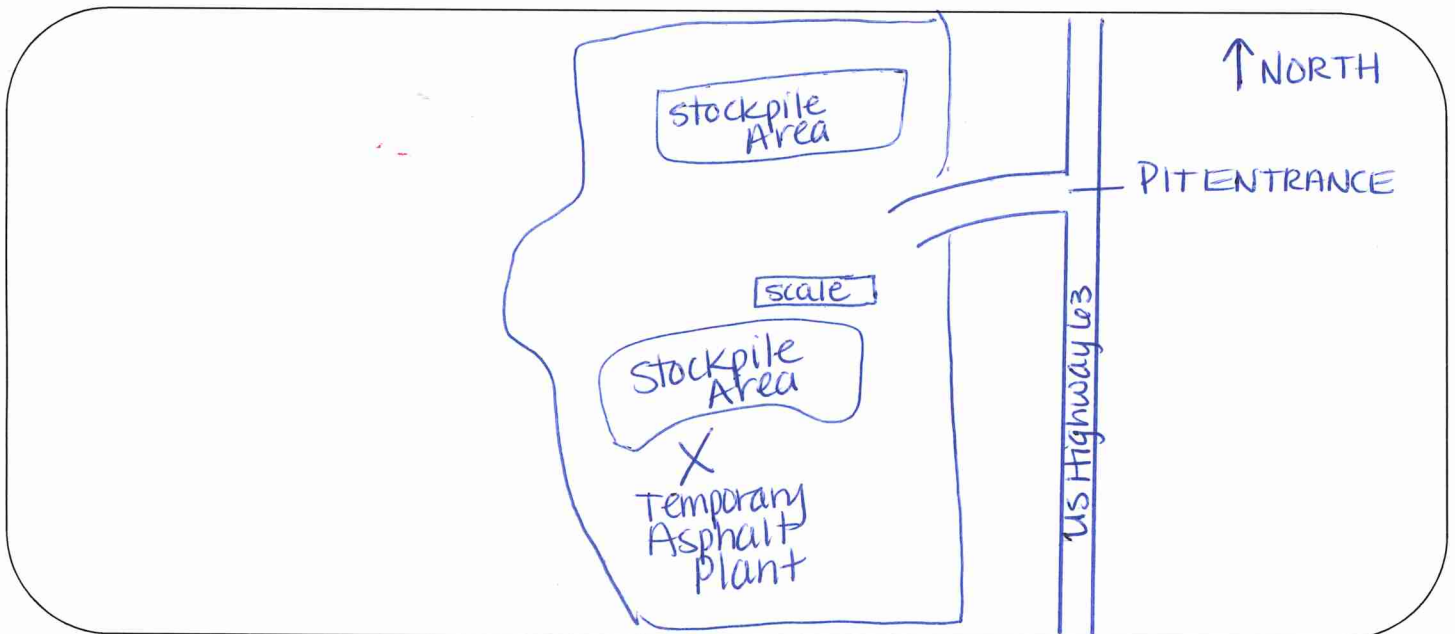 ↑ NORTH
stockpile
Area
PIT ENTRANCE
scale
Stockpile
Area
X
Temporary
Asphalt
Plant
US Highway 63